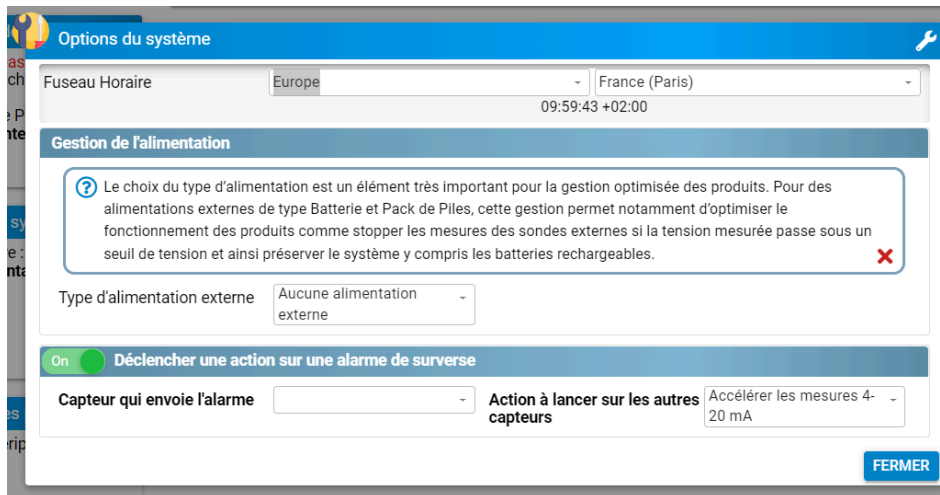 Options du système
Fuseau Horaire
Europe
France (Paris)
09:59:43 +02:00
Gestion de l'alimentation
Le choix du type d'alimentation est un élément très important pour la gestion optimisée des produits. Pour des
alimentations externes de type Batterie et Pack de Piles, cette gestion permet notamment d'optimiser le
fonctionnement des produits comme stopper les mesures des sondes externes si la tension mesurée passe sous un
seuil de tension et ainsi préserver le système y compris les batteries rechargeables.
Type d'alimentation externe
Aucune alimentation
externe
On
Déclencher une action sur une alarme de surverse
Capteur qui envoie l'alarme
Action à lancer sur les autres
capteurs
Accélérer les mesures 4-
20 mA
FERMER